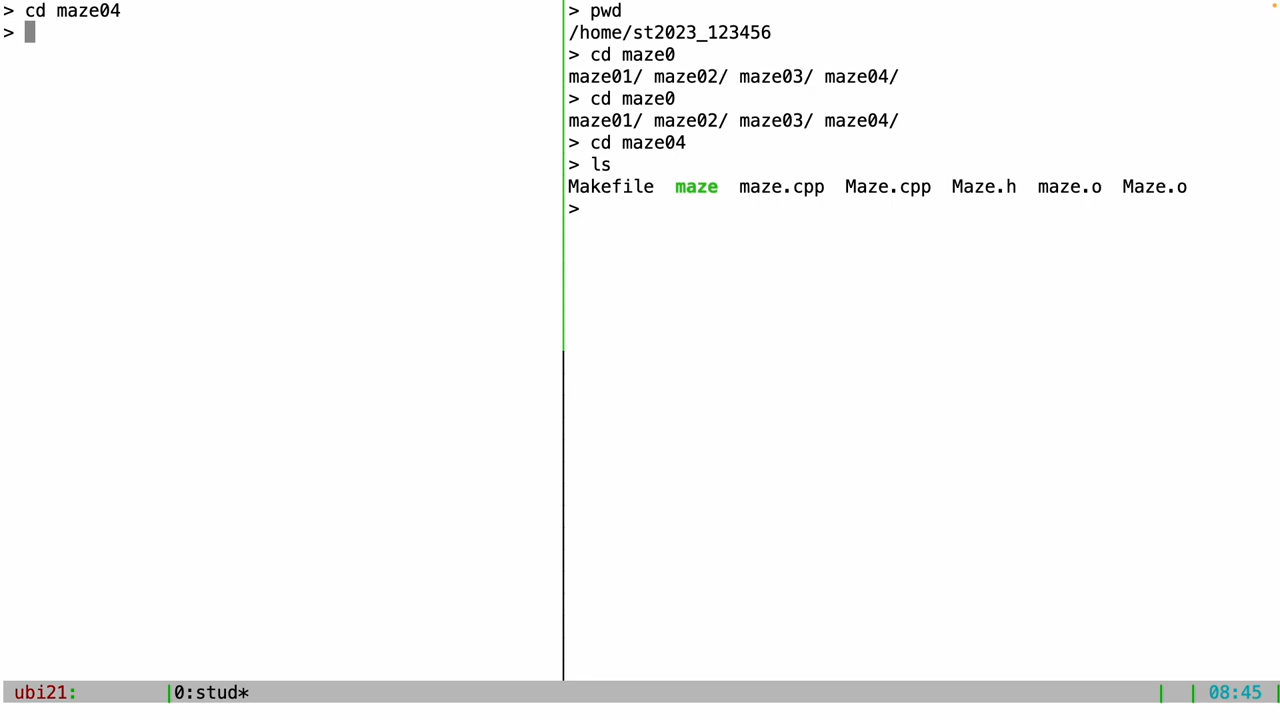 > cd maze04
>
> pwd
/home/st2023_123456
> cd maze0
maze01/ maze02/ maze03/ maze04/
> cd maze0
maze01/ maze02/ maze03/ maze04/
> cd maze04
> ls
Makefile  maze  maze.cpp  Maze.cpp  Maze.h  maze.o  Maze.o
>
ubi21:        |0:stud*        |  | 08:45 |